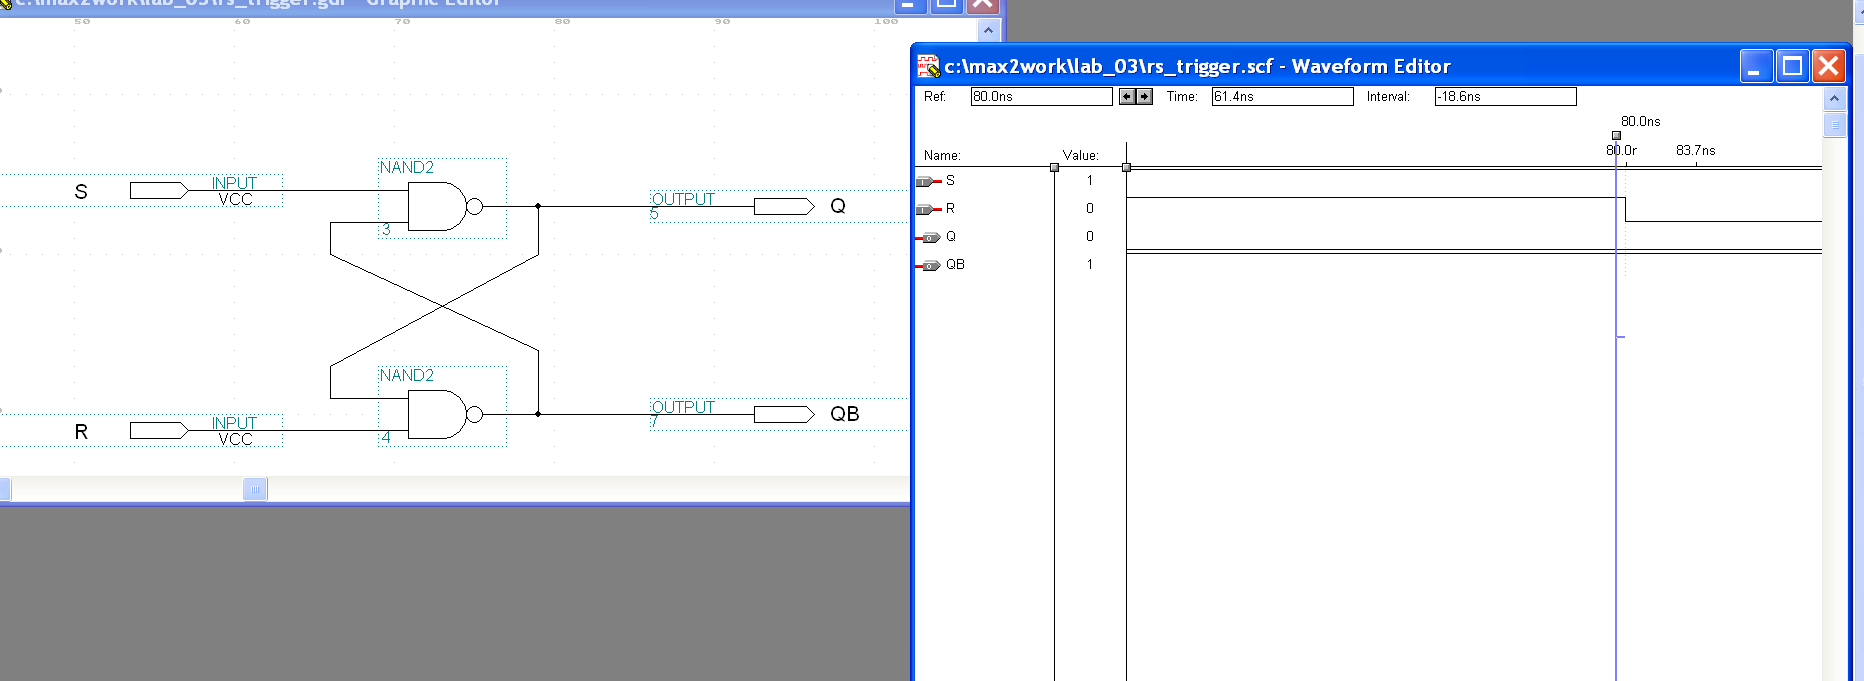 c:\max2work\lab_03\rs_trigger.gdf - Graphic Editor
50 60 70 80 90 100
NAND2
S
INPUT
VCC
3
OUTPUT
5
Q
NAND2
R
INPUT
VCC
4
OUTPUT
7
QB
c:\max2work\lab_03\rs_trigger.scf - Waveform Editor
Ref: 80.0ns Time: 61.4ns Interval: -18.6ns
80.0ns
80.0r 83.7ns
Name: Value:
S 1
R 0
Q 0
QB 1